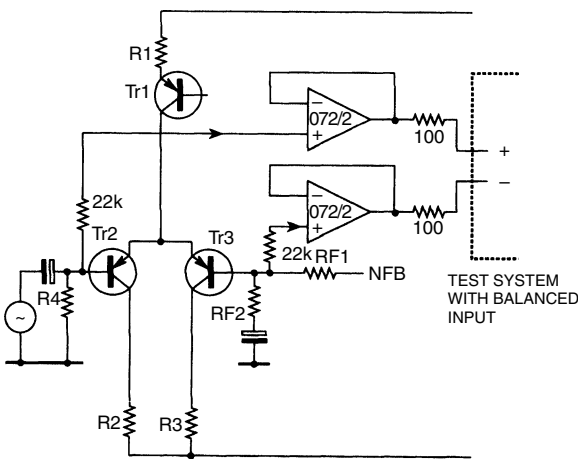 R1
Tr1
−
072/2
+
100
+
−
072/2
+
100
−
22k
22k
Tr2
Tr3
RF1
NFB
R4
~
RF2
TEST SYSTEM
WITH BALANCED
INPUT
R2
R3